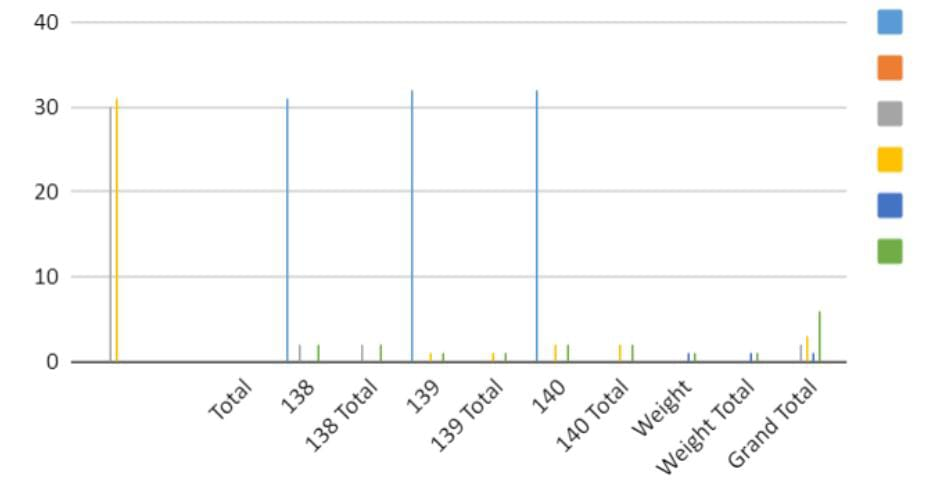 40
30
20
10
0
Total
138
138 Total
139
139 Total
140
140 Total
Weight
Weight Total
Grand Total